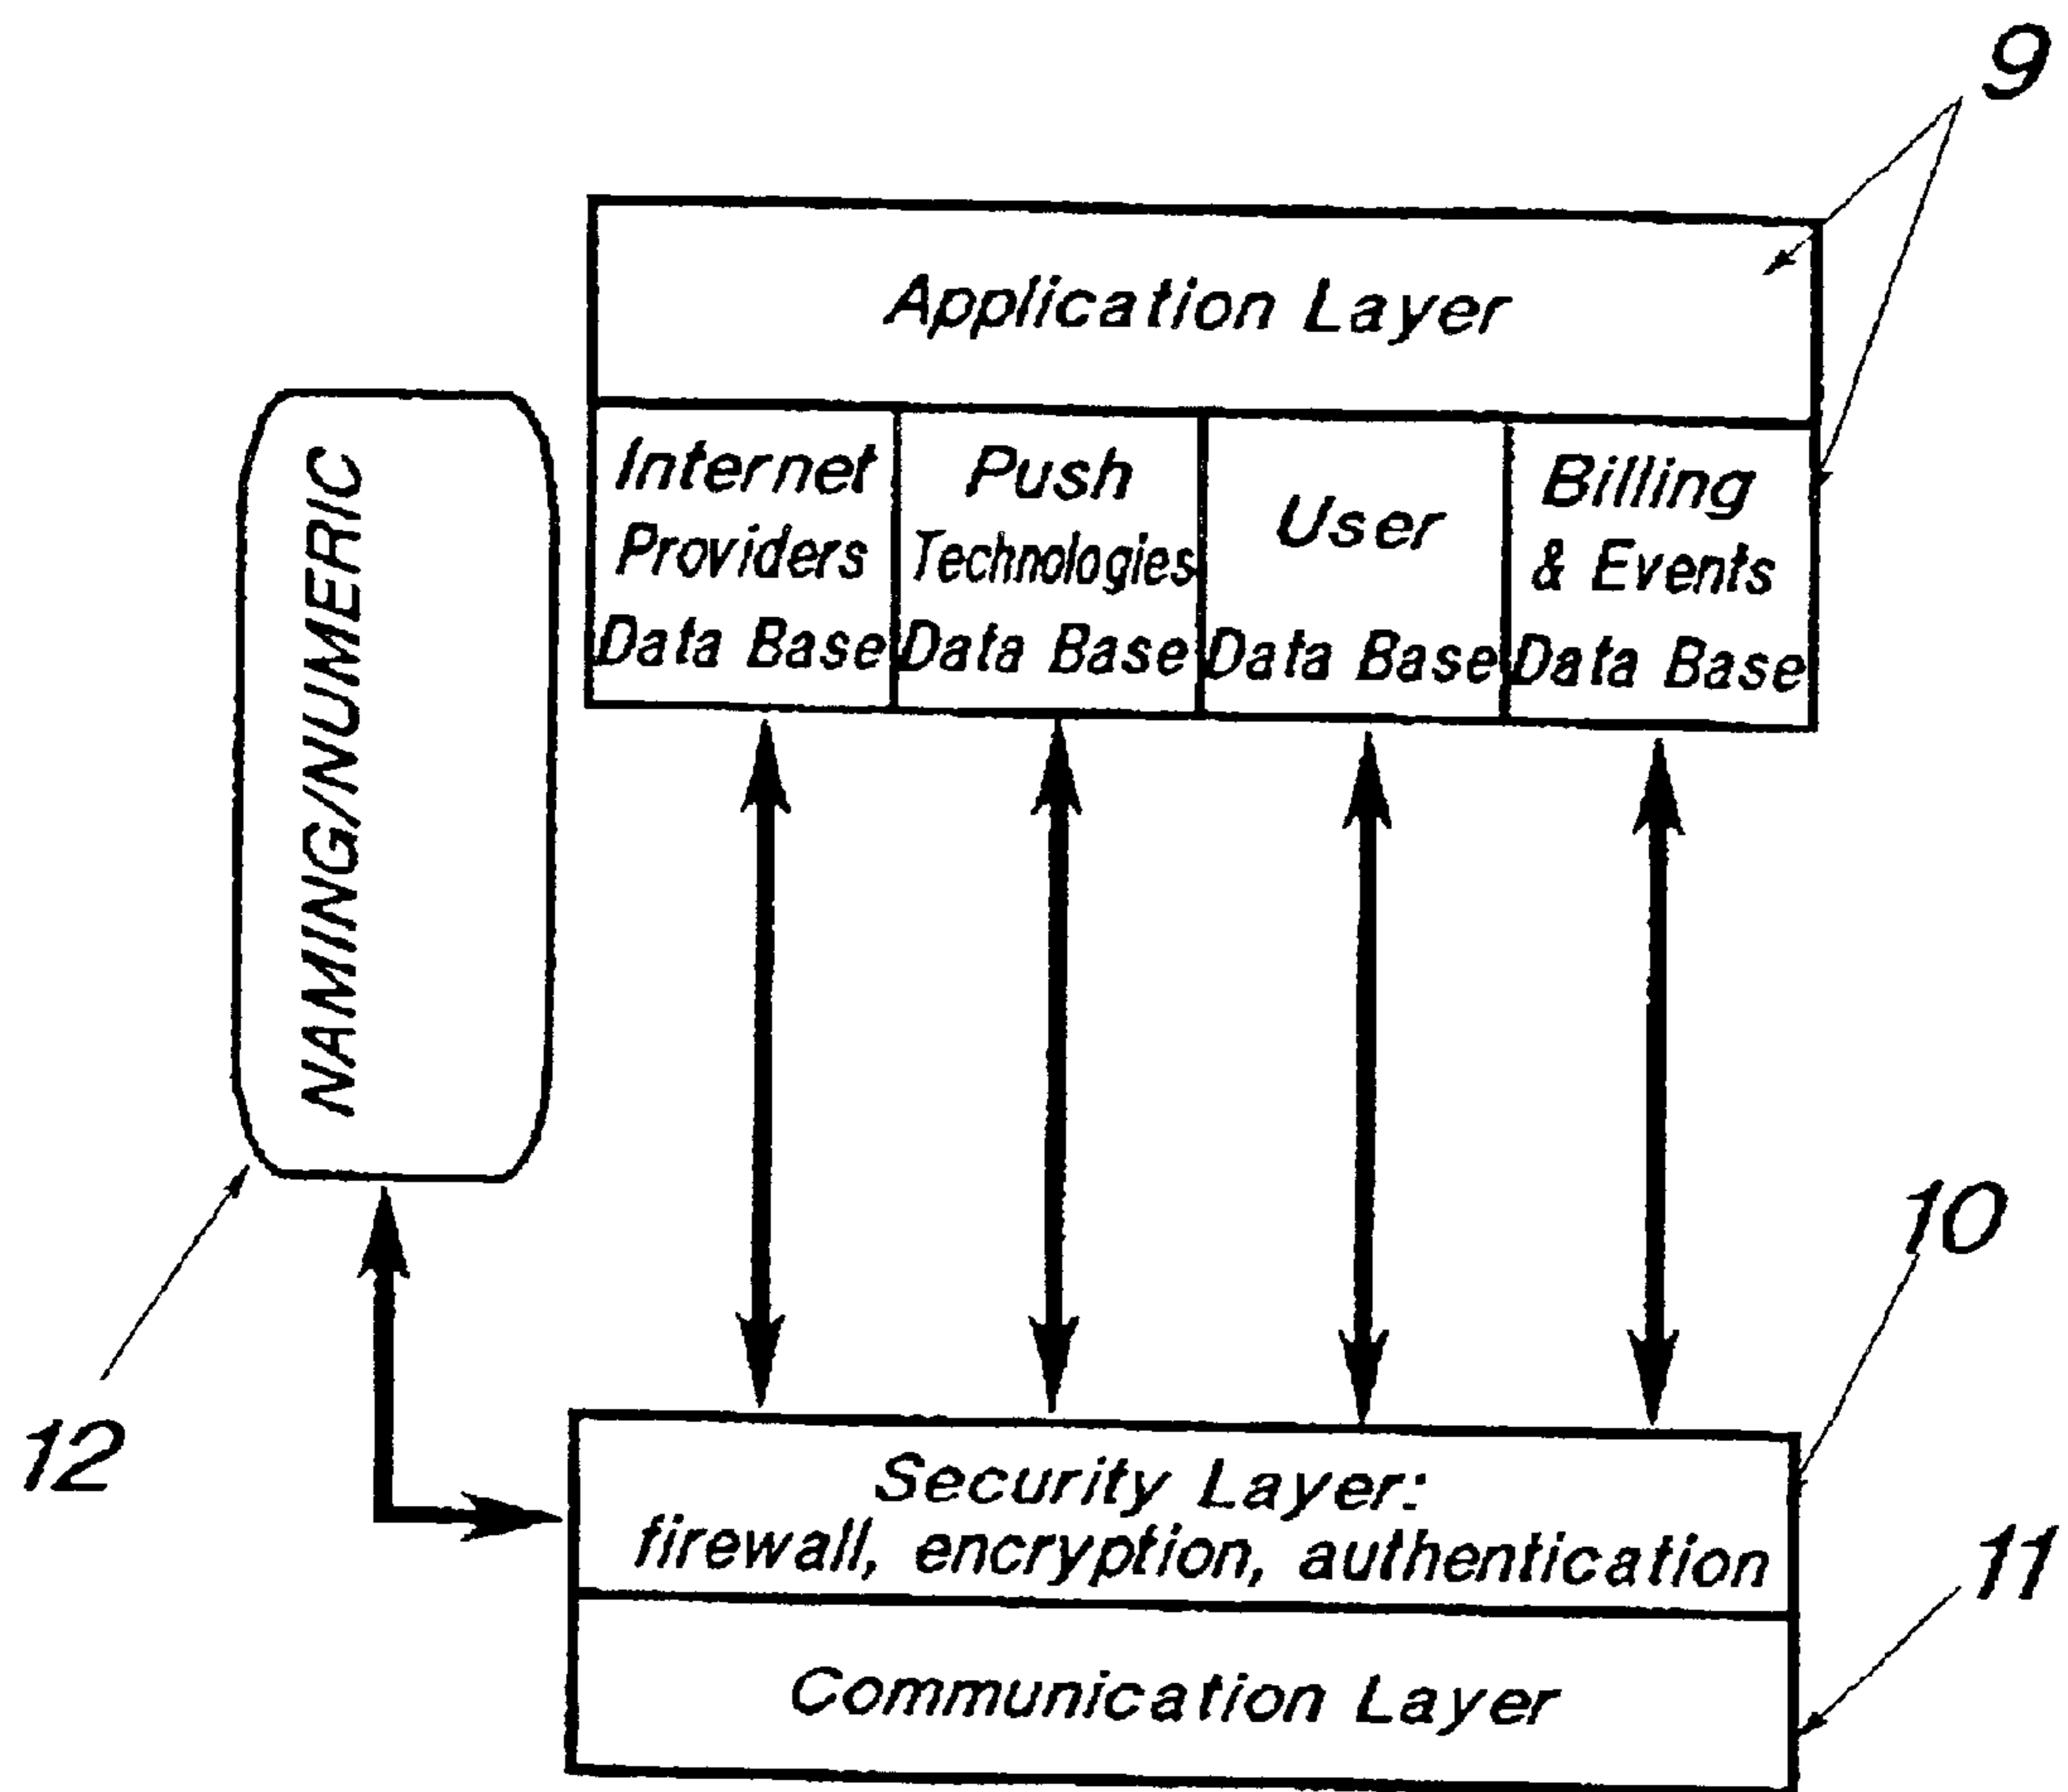 9
Application Layer
NAMING/NUMERIC
Internet
Providers
Data Base
Push
Technologies
Data Base
User
Data Base
Billing
& Events
Data Base
10
12
Security Layer:
firewall, encryption, authentication
11
Communication Layer